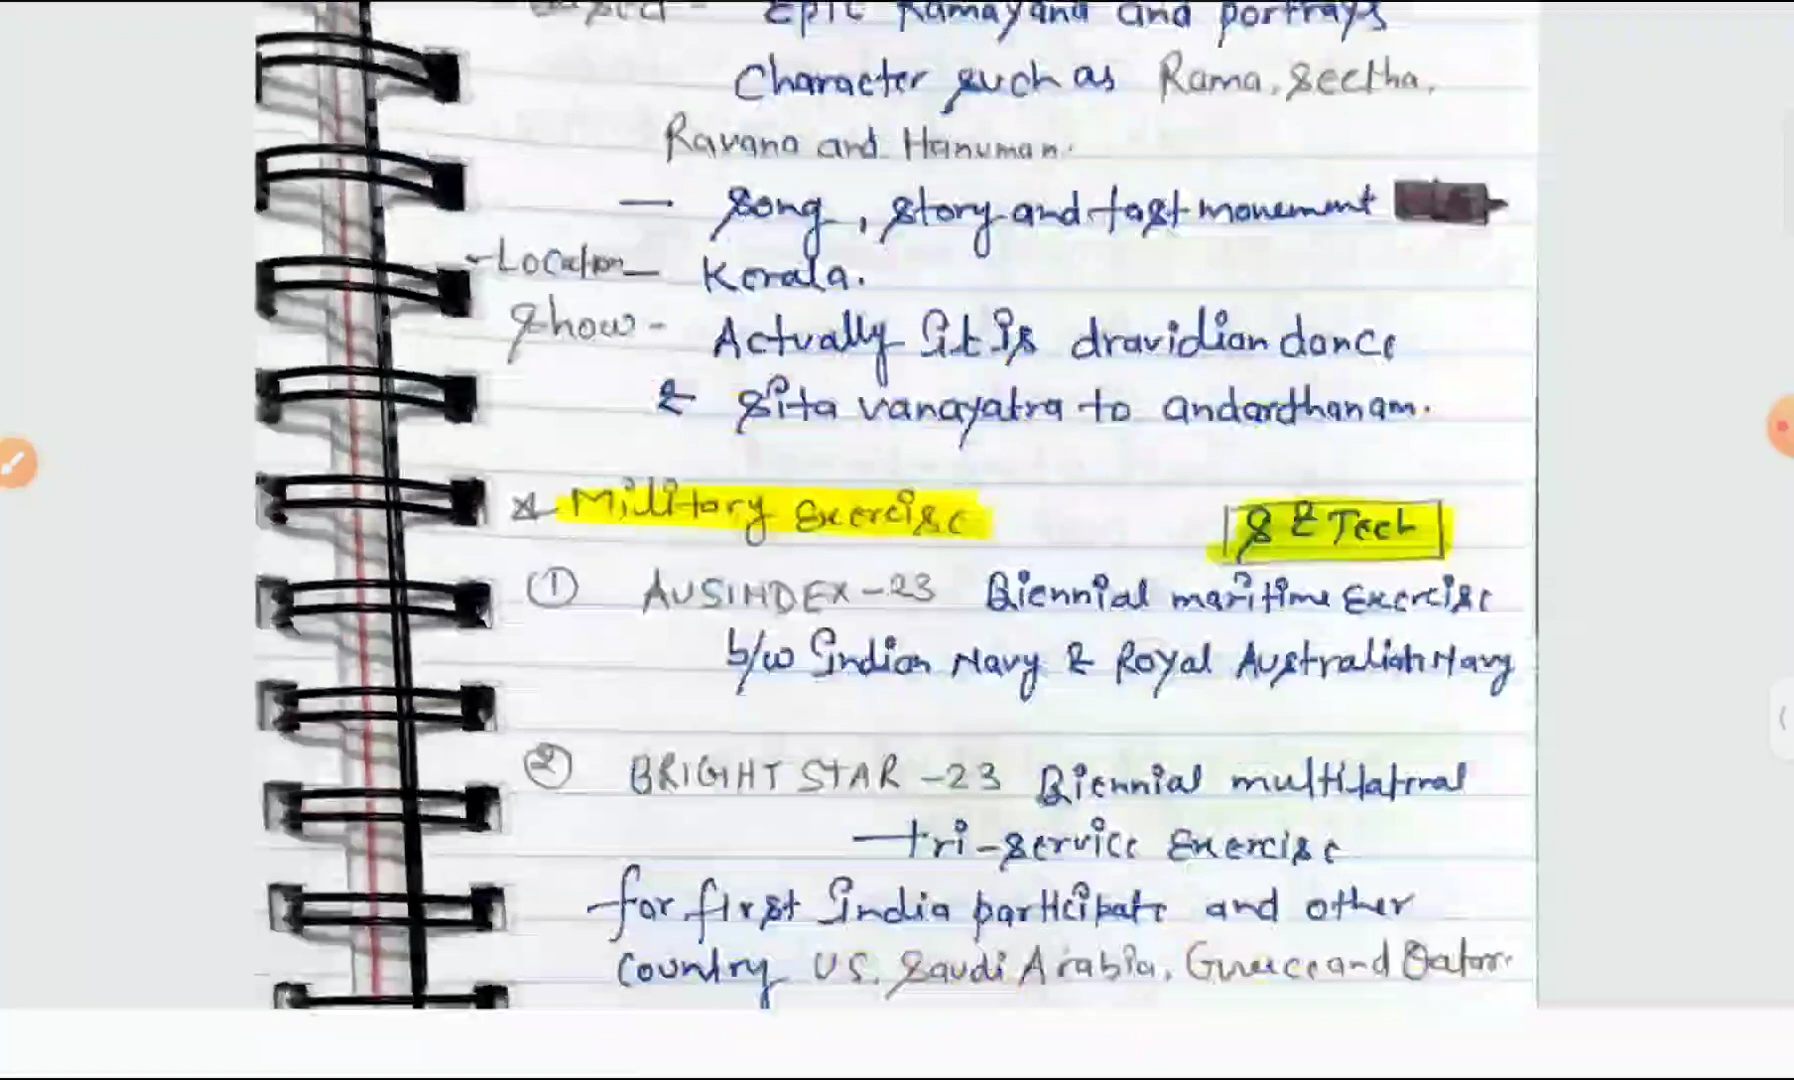 Epic Ramayana and portrays
Character such as Rama, Seetha,
Ravana and Hanuman.
— Song, story and fast movement
- Location — Kerala.
Show - Actually it is dravidian dance
& Sita vanayatra to andardhanam.
* Military Exercise
S & Tech
① AUSINDEX-23 Biennial maritime Exercise
b/w Indian Navy & Royal Australian Navy
② BRIGHT STAR -23 Biennial multilatral
tri-service Exercise
for first India participate and other
country US, Saudi Arabia, Greece and Qatar.